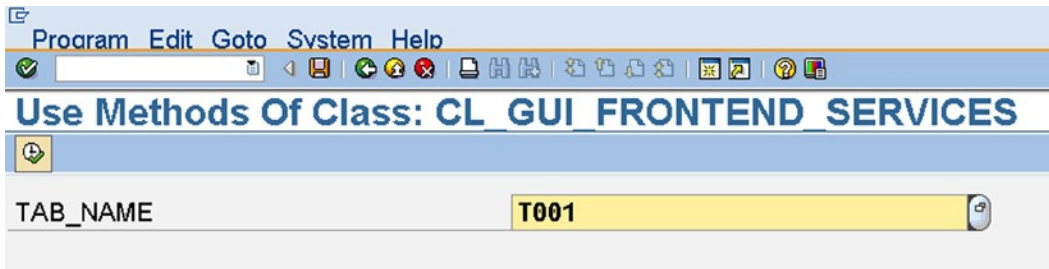 Program Edit Goto System Help
Use Methods Of Class: CL_GUI_FRONTEND_SERVICES
TAB_NAME T001